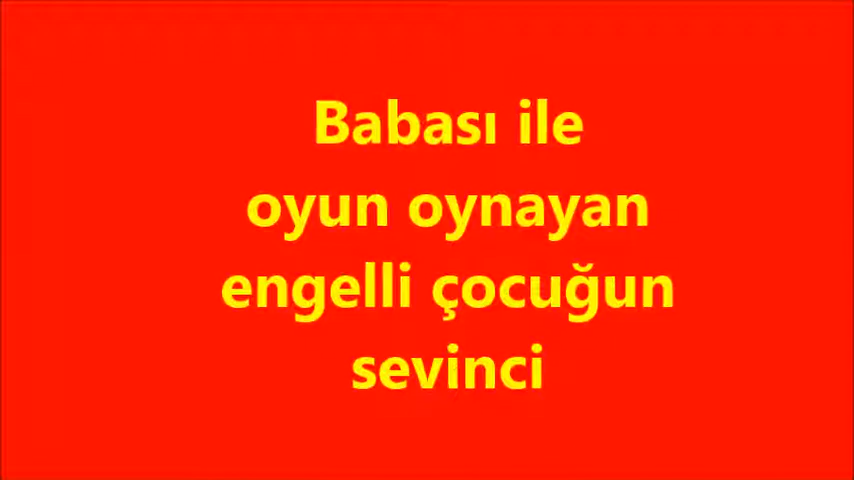 Babası ile
oyun oynayan
engelli çocuğun
sevinci